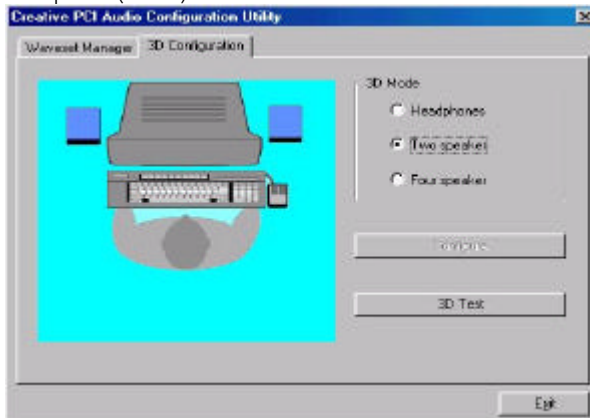 Creative PCI Audio Configuration Utility
Waveset Manager
3D Configuration
3D Mode
Headphones
Two speaker
Four speaker
Configure
3D Test
Exit